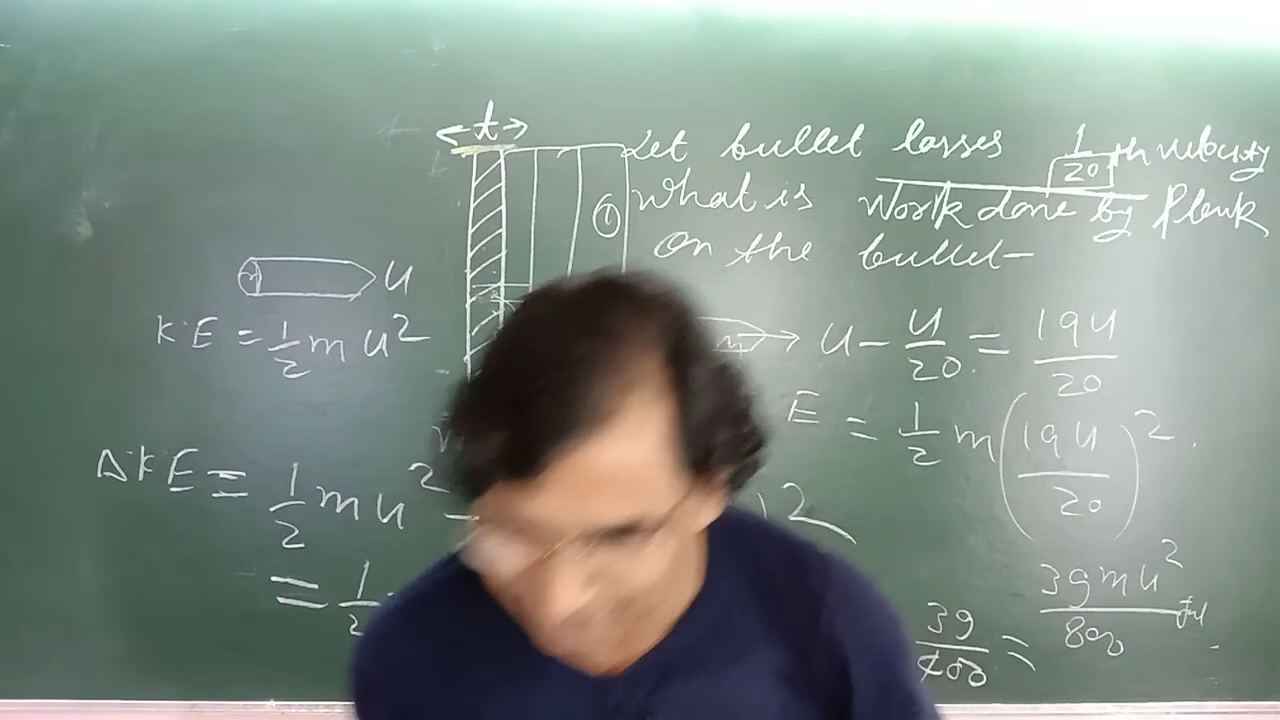 t
Let bullet losses 1/20 th velocity
① What is Work done by Plank
on the bullet-
m u
K·E = 1/2 m u²
m → u - u/20 = 19u/20
E = 1/2 m (19u/20)².
ΔKE = 1/2 m u² - )²
= 1/2
39/400 = 39mu²/800